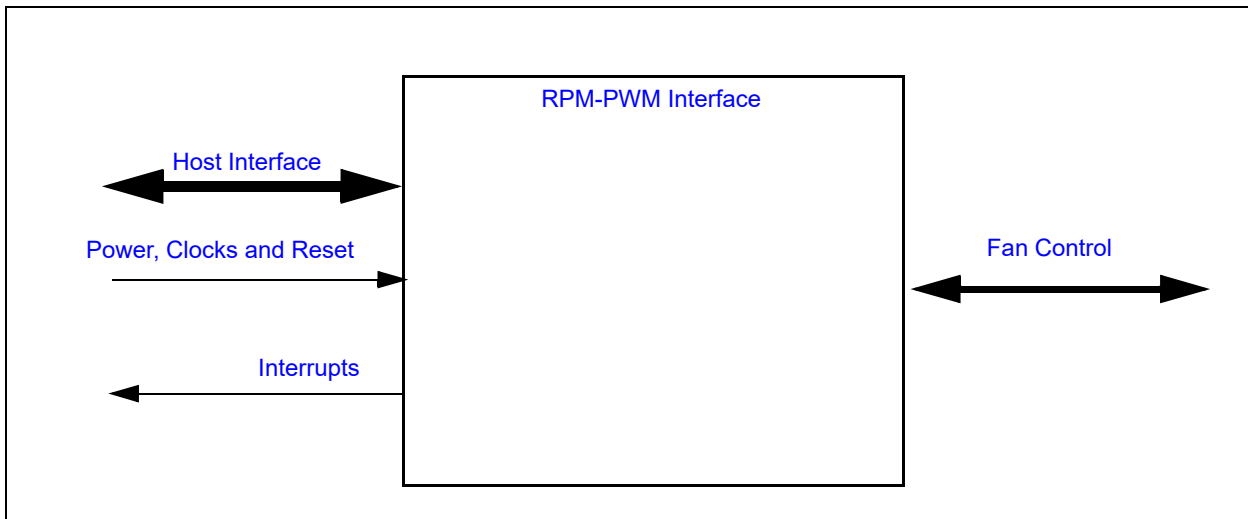 RPM-PWM Interface
Host Interface
Power, Clocks and Reset
Fan Control
Interrupts